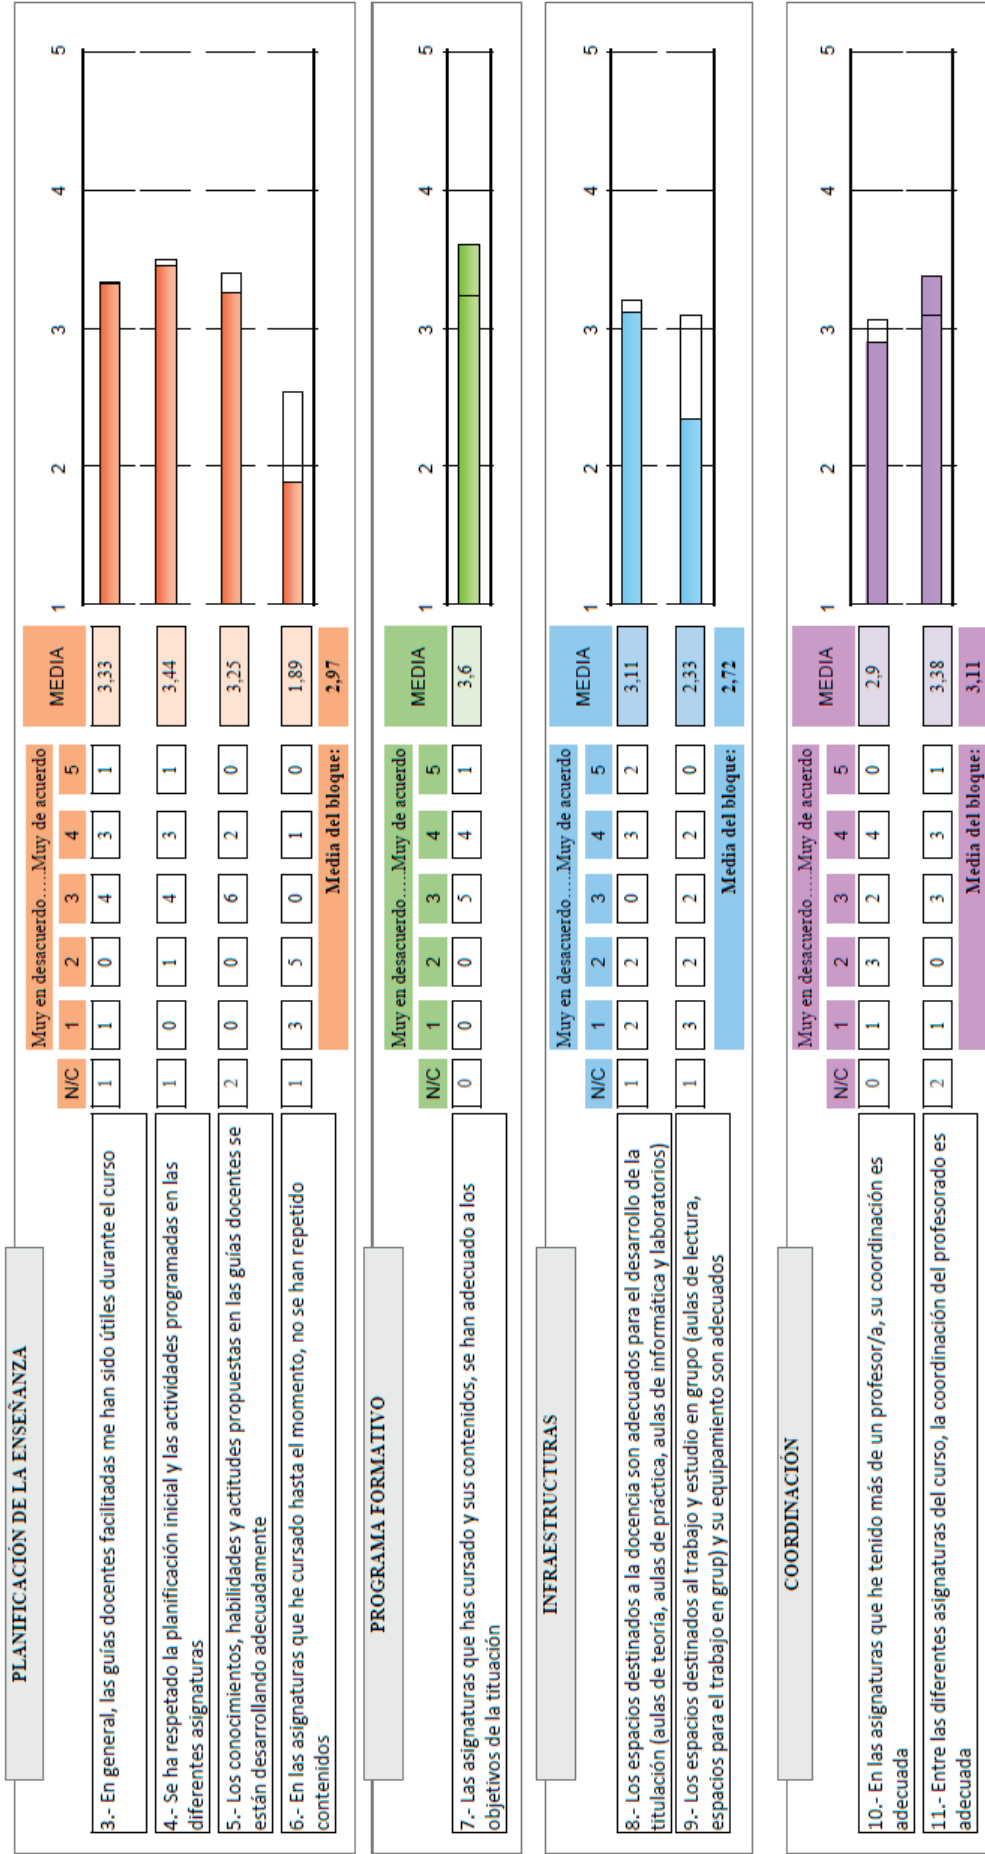 PLANIFICACIÓN DE LA ENSEÑANZA
Muy en desacuerdo.....Muy de acuerdo
N/C 1 2 3 4 5 MEDIA 1 2 3 4 5
3.- En general, las guías docentes facilitadas me han sido útiles durante el curso 1 1 0 4 3 1 3,33
4.- Se ha respetado la planificación inicial y las actividades programadas en las
diferentes asignaturas 1 0 1 4 3 1 3,44
5.- Los conocimientos, habilidades y actitudes propuestas en las guías docentes se
están desarrollando adecuadamente 2 0 0 6 2 0 3,25
6.- En las asignaturas que he cursado hasta el momento, no se han repetido
contenidos 1 3 5 0 1 0 1,89
Media del bloque: 2,97
PROGRAMA FORMATIVO
Muy en desacuerdo.....Muy de acuerdo
N/C 1 2 3 4 5 MEDIA 1 2 3 4 5
7.- Las asignaturas que has cursado y sus contenidos, se han adecuado a los
objetivos de la tituación 0 0 0 5 4 1 3,6
INFRAESTRUCTURAS
Muy en desacuerdo.....Muy de acuerdo
N/C 1 2 3 4 5 MEDIA 1 2 3 4 5
8.- Los espacios destinados a la docencia son adecuados para el desarrollo de la
titulación (aulas de teoría, aulas de práctica, aulas de informática y laboratorios) 1 2 2 0 3 2 3,11
9.- Los espacios destinados al trabajo y estudio en grupo (aulas de lectura,
espacios para el trabajo en grup) y su equipamiento son adecuados 1 3 2 2 2 0 2,33
Media del bloque: 2,72
COORDINACIÓN
Muy en desacuerdo.....Muy de acuerdo
N/C 1 2 3 4 5 MEDIA 1 2 3 4 5
10.- En las asignaturas que he tenido más de un profesor/a, su coordinación es
adecuada 0 1 3 2 4 0 2,9
11.- Entre las diferentes asignaturas del curso, la coordinación del profesorado es
adecuada 2 1 0 3 3 1 3,38
Media del bloque: 3,11